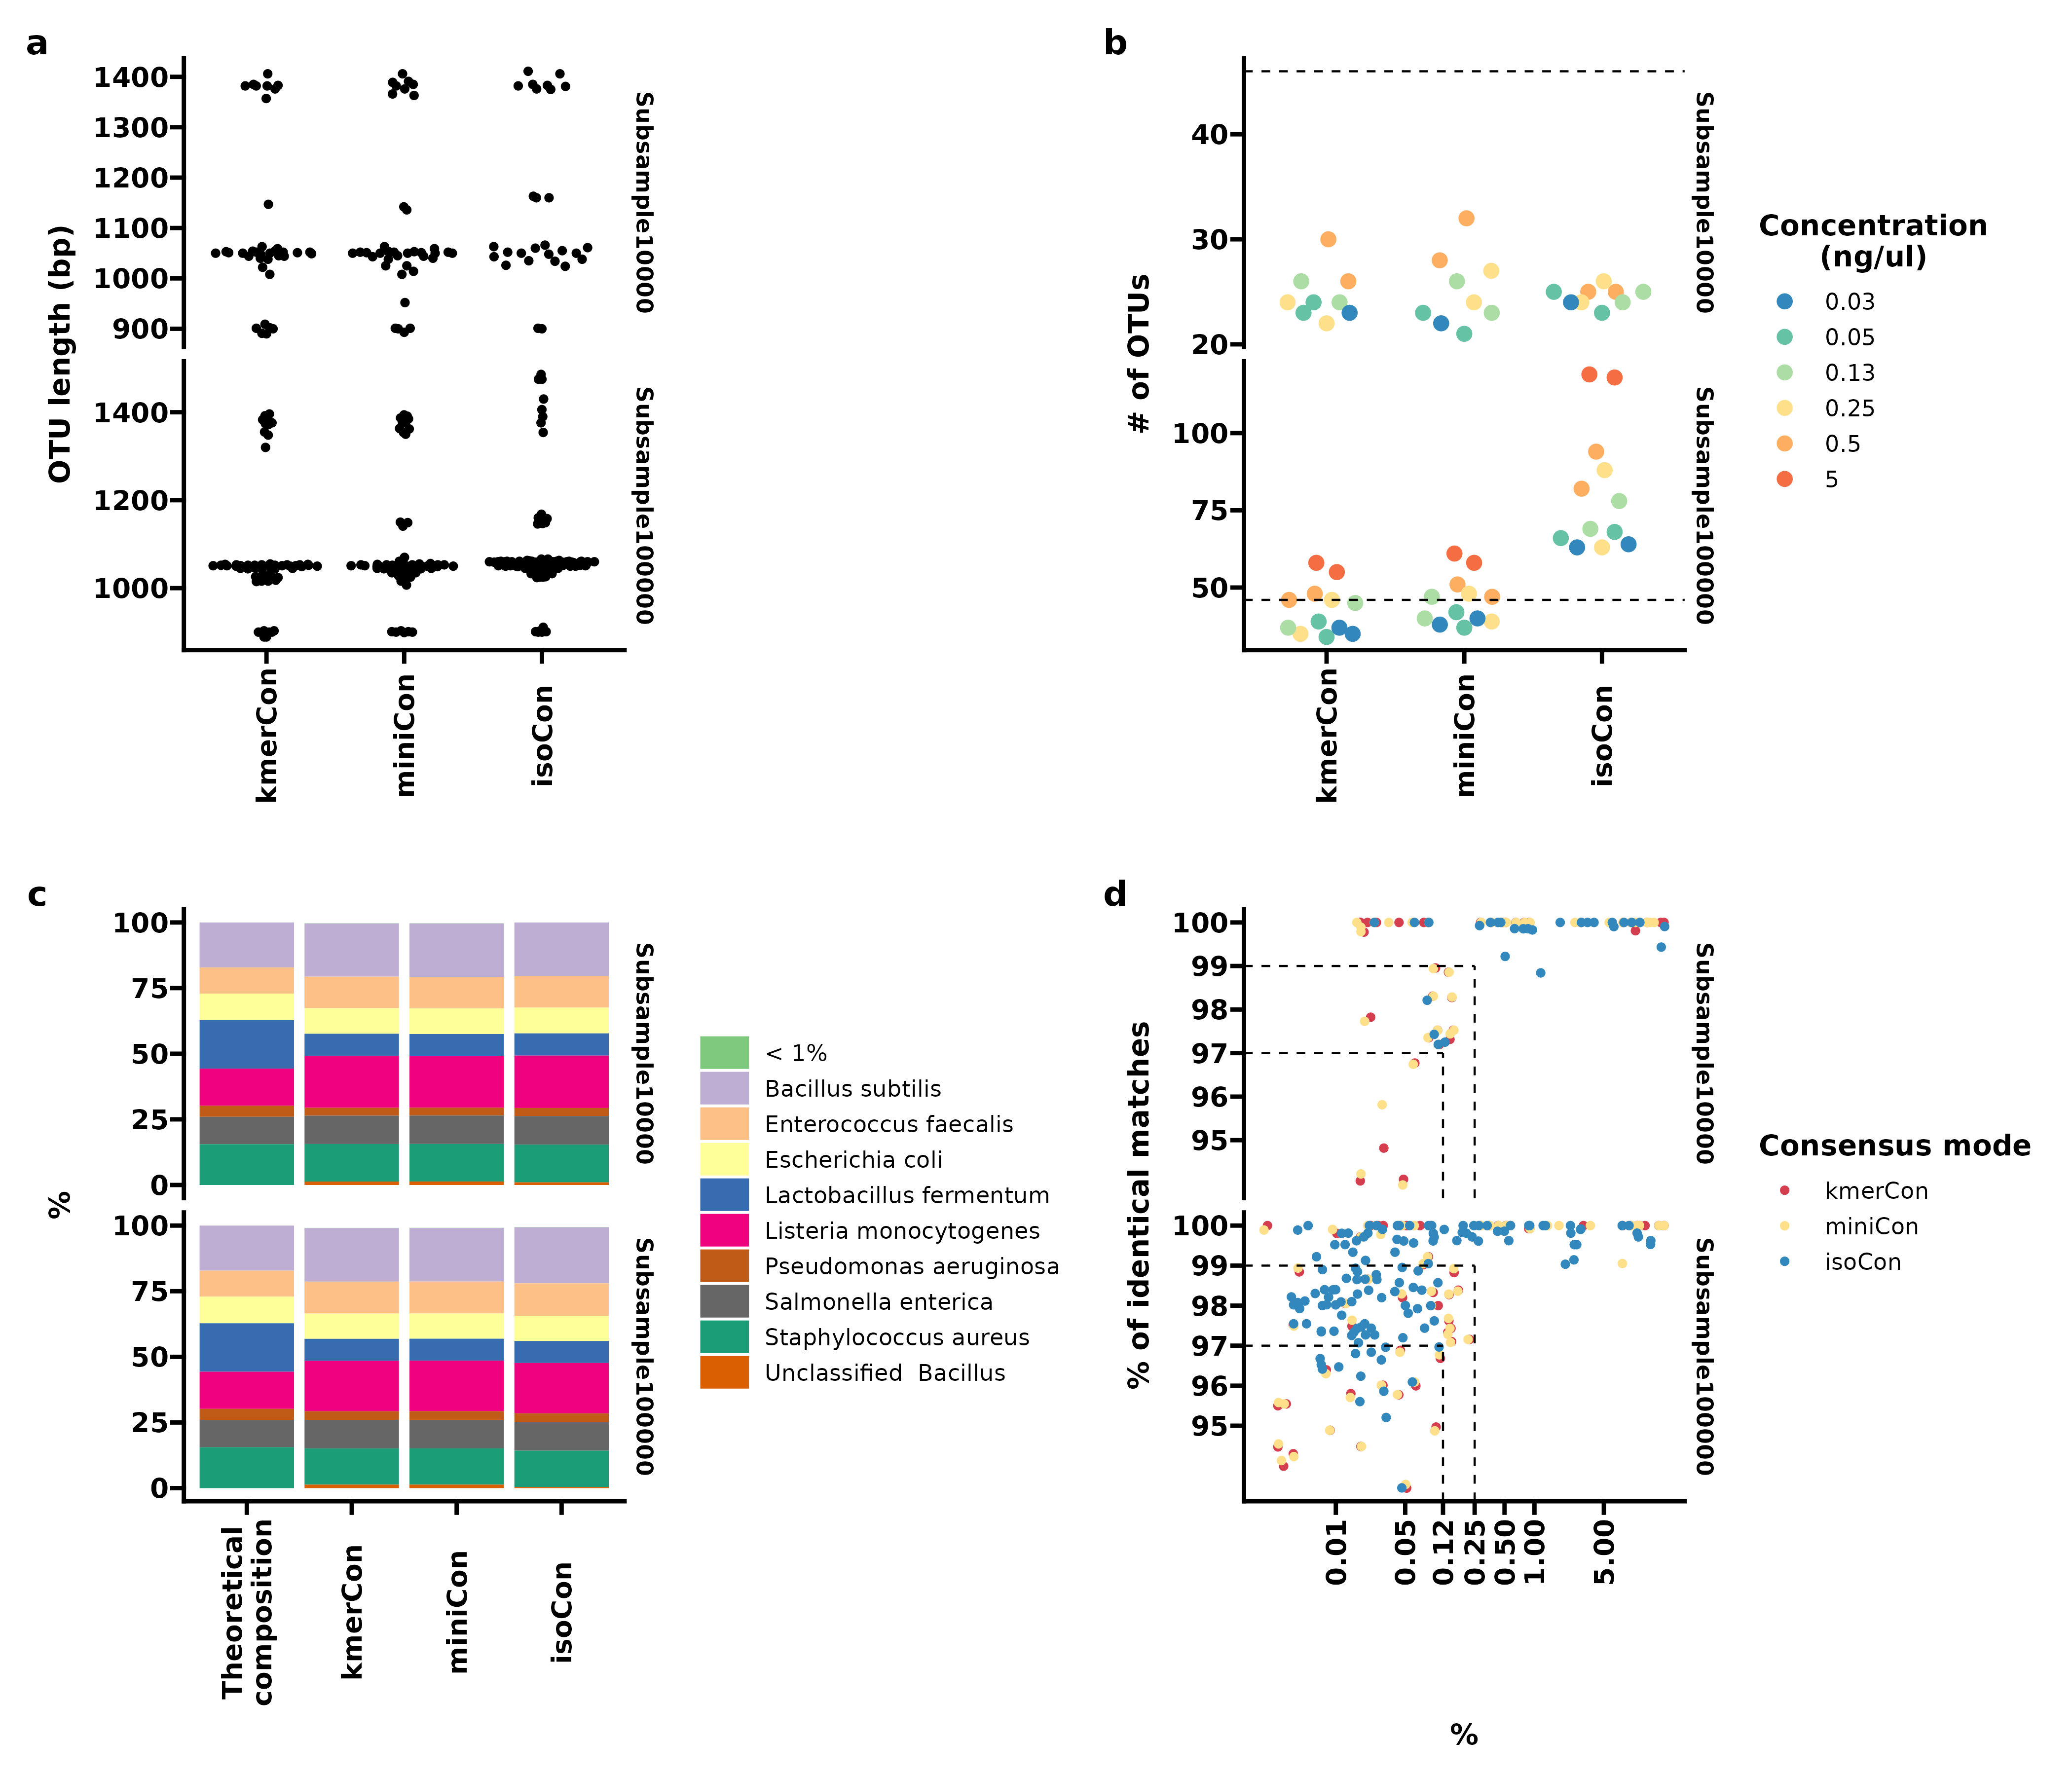 a
OTU length (bp)
1400
1300
1200
1100
1000
900
Subsample10000
1400
1200
1000
Subsample100000
kmerCon
miniCon
isoCon
b
# of OTUs
40
30
20
Subsample10000
100
75
50
Subsample100000
kmerCon
miniCon
isoCon
Concentration
(ng/ul)
0.03
0.05
0.13
0.25
0.5
5
c
%
100
75
50
25
0
Subsample10000
100
75
50
25
0
Subsample100000
Theoretical
composition
kmerCon
miniCon
isoCon
< 1%
Bacillus subtilis
Enterococcus faecalis
Escherichia coli
Lactobacillus fermentum
Listeria monocytogenes
Pseudomonas aeruginosa
Salmonella enterica
Staphylococcus aureus
Unclassified Bacillus
d
% of identical matches
100
99
98
97
96
95
Subsample10000
100
99
98
97
96
95
Subsample100000
0.01
0.05
0.12
0.25
0.50
1.00
5.00
%
Consensus mode
kmerCon
miniCon
isoCon